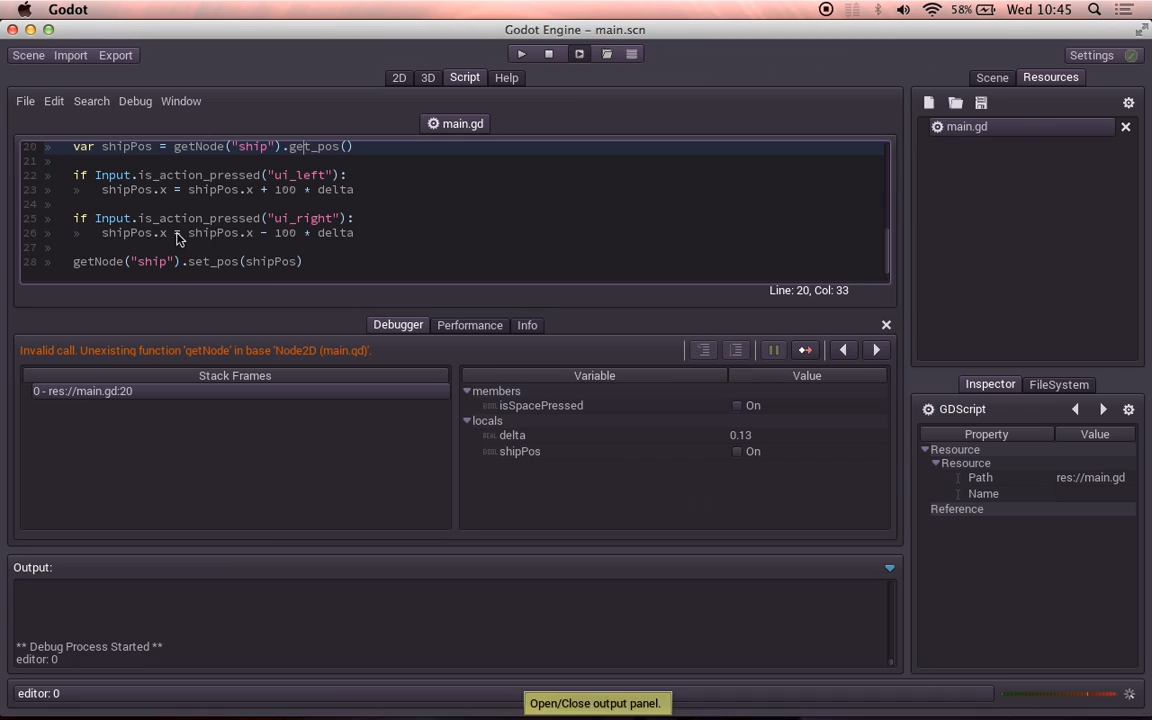 Godot
58%
Wed 10:45
Godot Engine - main.scn
Scene Import Export
Settings
2D 3D Script Help
Scene Resources
File Edit Search Debug Window
main.gd
main.gd
20 » var shipPos = getNode("ship").get_pos()
21 »
22 » if Input.is_action_pressed("ui_left"):
23 » » shipPos.x = shipPos.x + 100 * delta
24 »
25 » if Input.is_action_pressed("ui_right"):
26 » » shipPos.x = shipPos.x - 100 * delta
27 »
28 » getNode("ship").set_pos(shipPos)
Line: 20, Col: 33
Debugger Performance Info
Invalid call. Unexisting function 'getNode' in base 'Node2D (main.gd)'.
Stack Frames
0 - res://main.gd:20
Variable Value
members
BOOL isSpacePressed On
locals
REAL delta 0.13
BOOL shipPos On
Inspector FileSystem
GDScript
Property Value
Resource
Resource
Path res://main.gd
Name
Reference
Output:
** Debug Process Started **
editor: 0
editor: 0
Open/Close output panel.